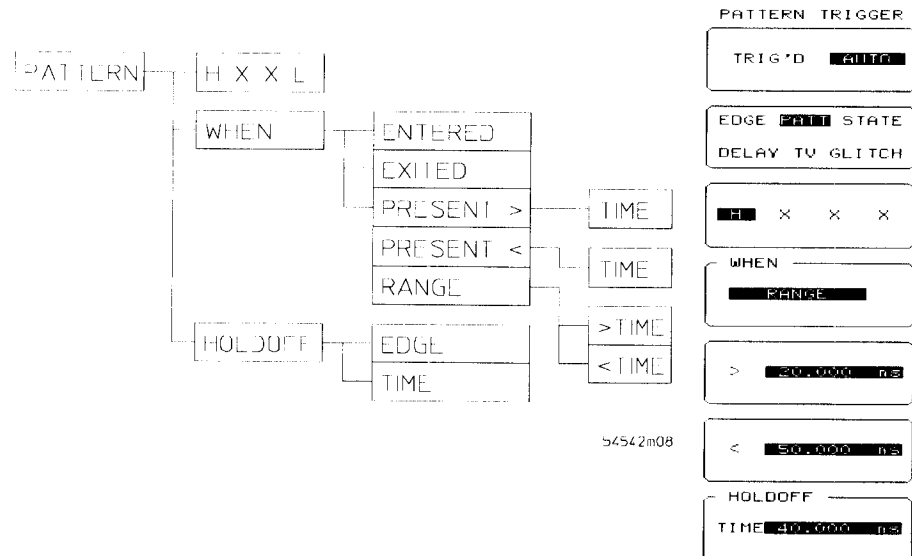 PATTERN
H X X L
WHEN
ENTERED
EXITED
PRESENT >
TIME
PRESENT <
TIME
RANGE
>TIME
<TIME
HOLDOFF
EDGE
TIME
54542m08
PATTERN TRIGGER
TRIG'D AUTO
EDGE PATT STATE
DELAY TV GLITCH
H X X X
WHEN
RANGE
> 20.000 ns
< 50.000 ns
HOLDOFF
TIME 40.000 ns